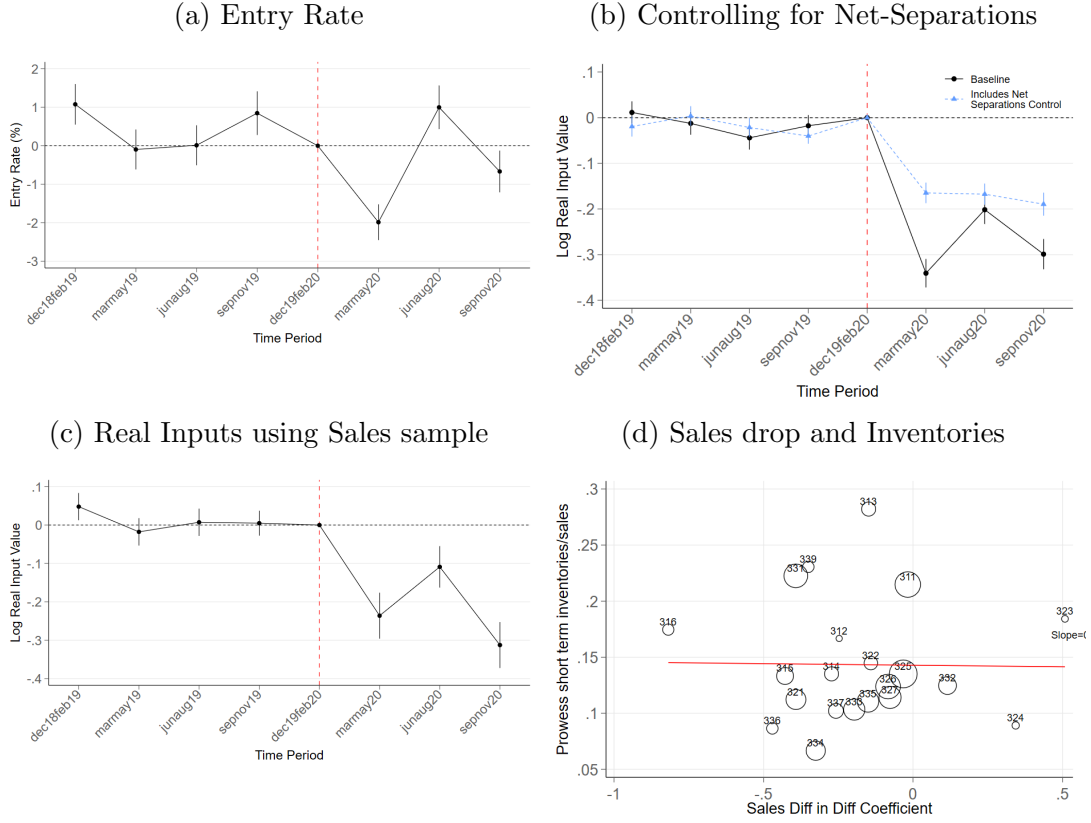 (a) Entry Rate
2
1
0
-1
-2
-3
Entry Rate (%)
dec18feb19
marmay19
junaug19
sepnov19
dec19feb20
marmay20
junaug20
sepnov20
Time Period
(b) Controlling for Net-Separations
.1
0
-.1
-.2
-.3
-.4
Log Real Input Value
Baseline
Includes Net
Separations Control
dec18feb19
marmay19
junaug19
sepnov19
dec19feb20
marmay20
junaug20
sepnov20
Time Period
(c) Real Inputs using Sales sample
.1
0
-.1
-.2
-.3
-.4
Log Real Input Value
dec18feb19
marmay19
junaug19
sepnov19
dec19feb20
marmay20
junaug20
sepnov20
Time Period
(d) Sales drop and Inventories
.3
.25
.2
.15
.1
.05
Prowess short term inventories/sales
313
339
331
311
316
312
323
Slope=0
322
315
314
325
326
332
321
327
335
337
336
324
334
-1
-.5
0
.5
Sales Diff in Diff Coefficient